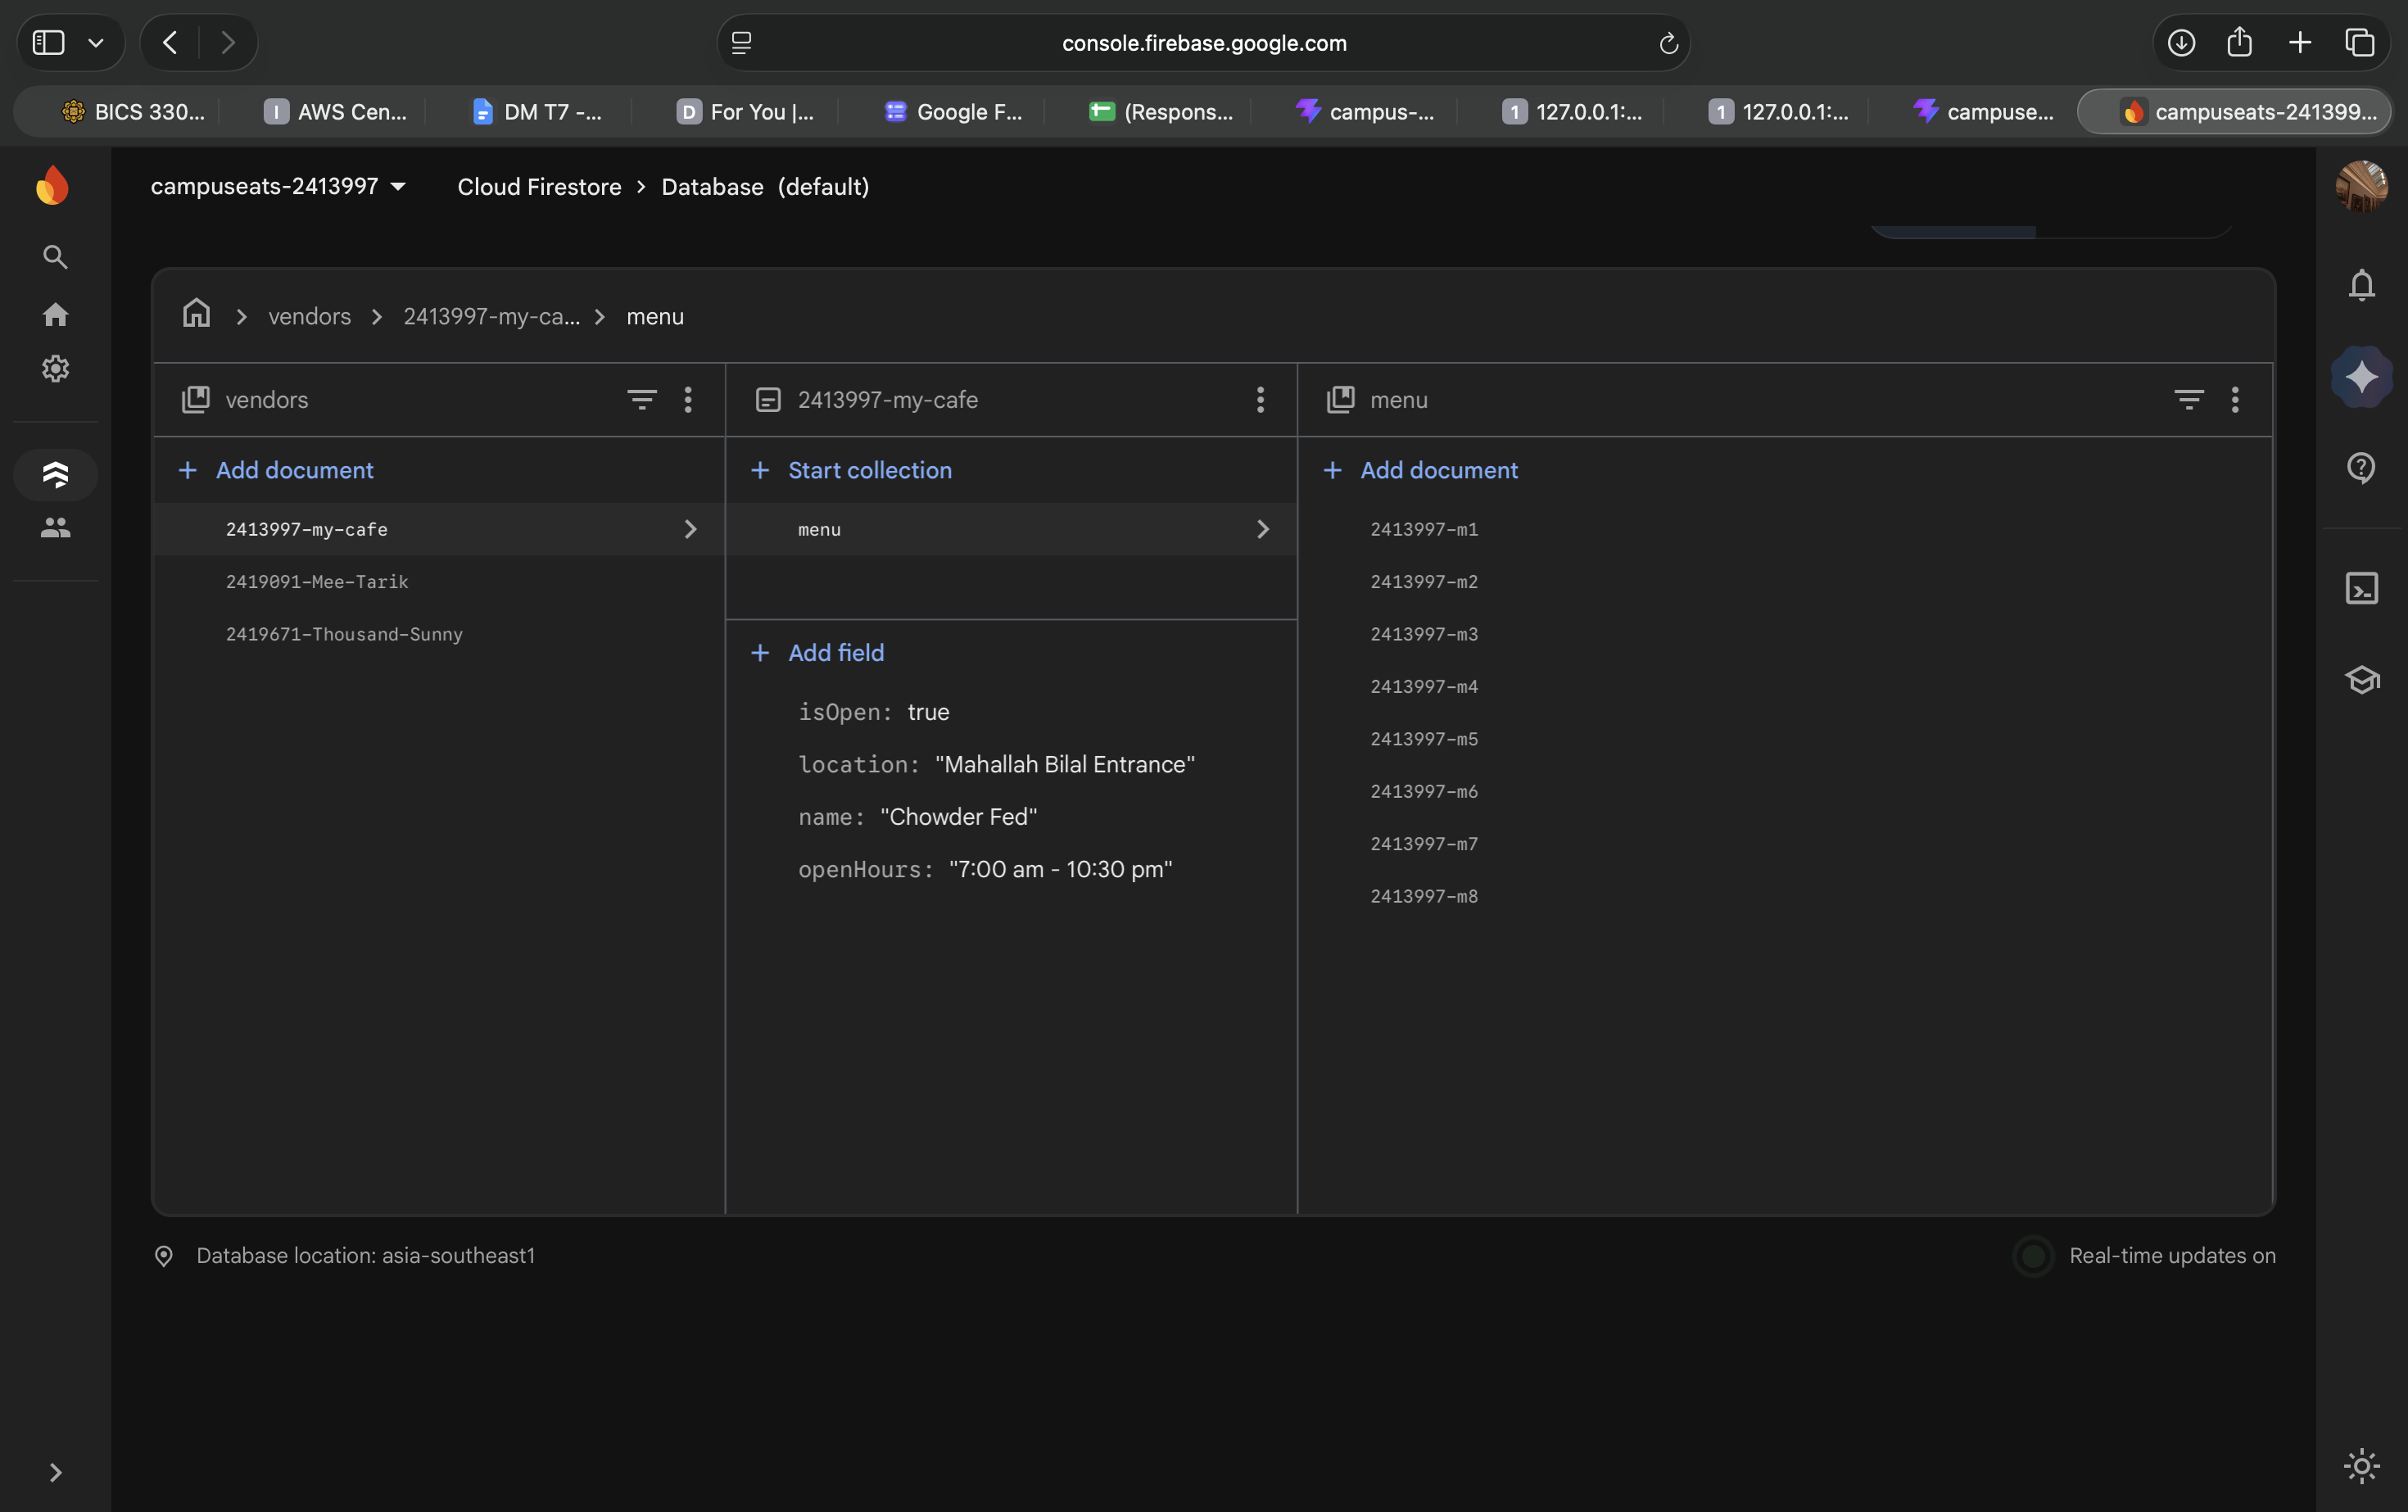 console.firebase.google.com
BICS 330...
I AWS Cen...
DM T7 -...
D For You |...
Google F...
(Respons...
campus-...
1 127.0.0.1:...
1 127.0.0.1:...
campuse...
campuseats-241399...
campuseats-2413997
Cloud Firestore > Database (default)
vendors > 2413997-my-ca... > menu
vendors
2413997-my-cafe
menu
+ Add document
+ Start collection
+ Add document
2413997-my-cafe
2419091-Mee-Tarik
2419671-Thousand-Sunny
menu
+ Add field
isOpen: true
location: "Mahallah Bilal Entrance"
name: "Chowder Fed"
openHours: "7:00 am - 10:30 pm"
2413997-m1
2413997-m2
2413997-m3
2413997-m4
2413997-m5
2413997-m6
2413997-m7
2413997-m8
Database location: asia-southeast1
Real-time updates on